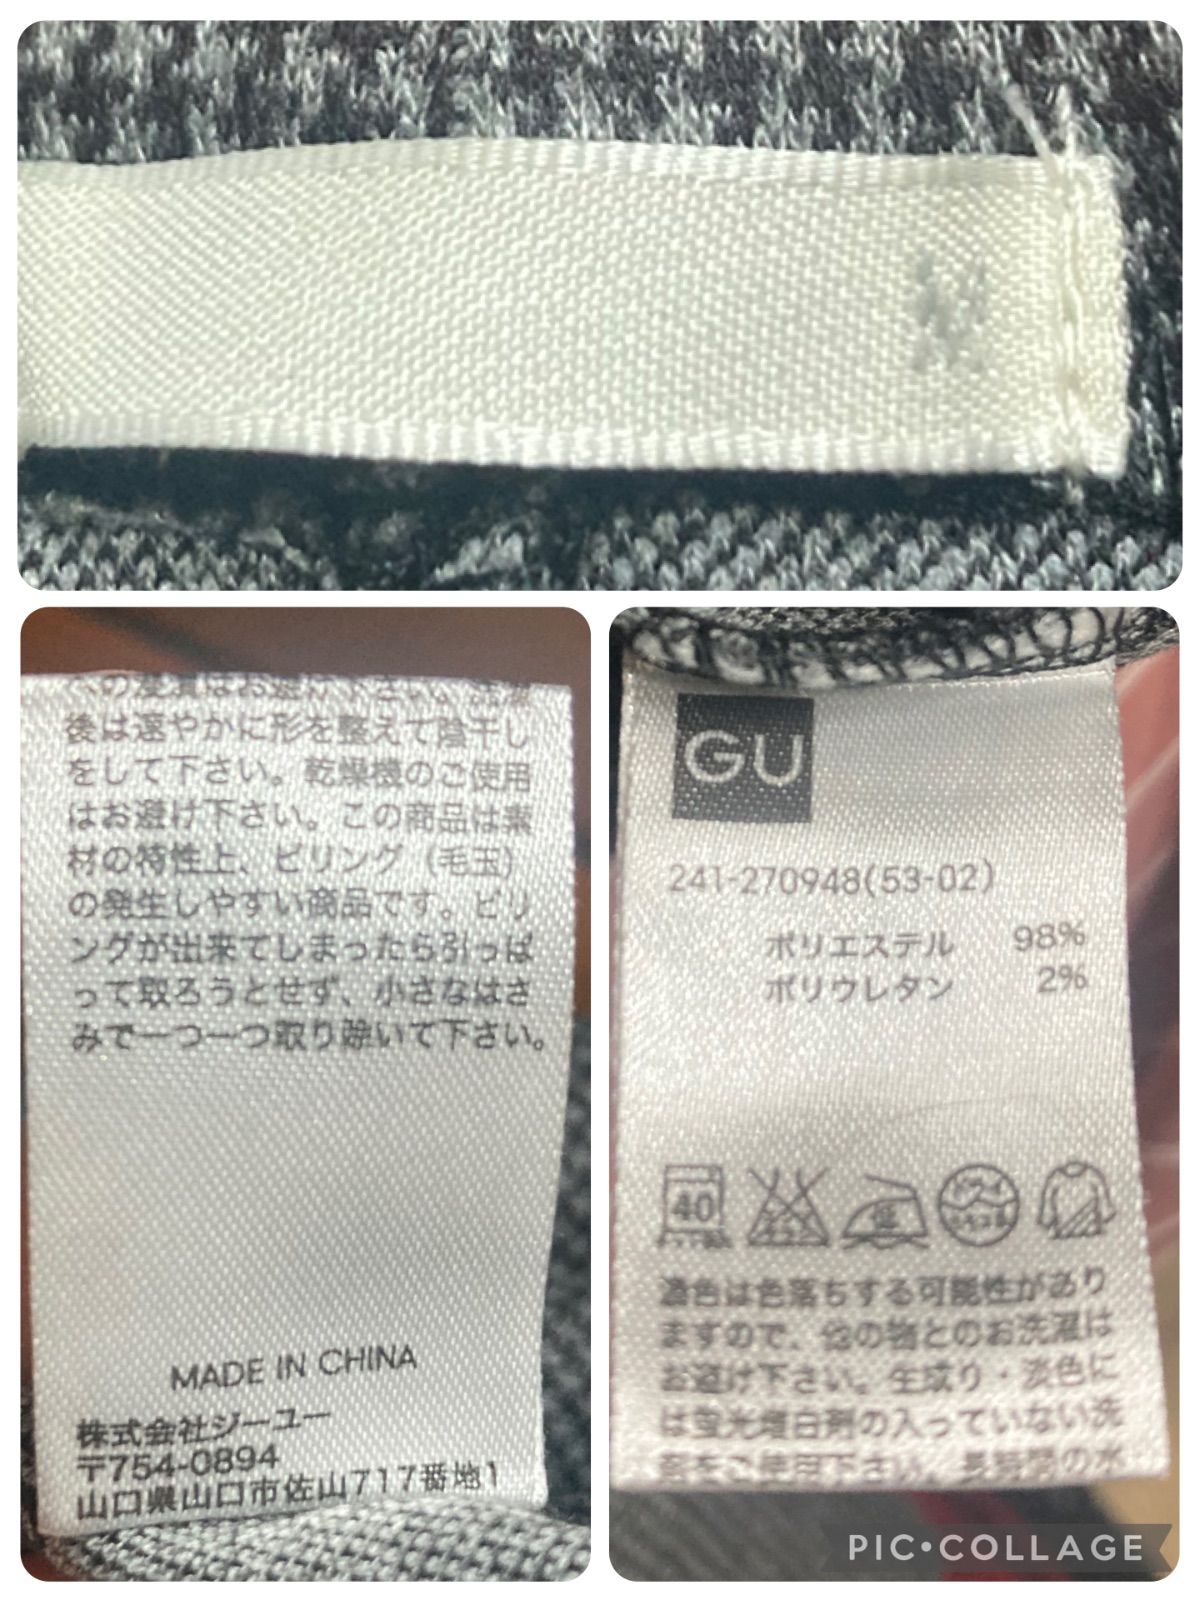 後は速やかに形を整えて陰干し
をして下さい。乾燥機のご使用
はお避け下さい。この商品は素
材の特性上、ピリング（毛玉）
の発生しやすい商品です。ピリ
ングが出来てしまったら引っぱ
って取ろうとせず、小さなはさ
みで一つ一つ取り除いて下さい。
MADE IN CHINA
株式会社ジーユー
〒754-0894
山口県山口市佐山717番地1
GU
241-270948(53-02)
ポリエステル 98%
ポリウレタン 2%
40
濃色は色落ちする可能性があり
ますので、他の物とのお洗濯は
お避け下さい。生成り・淡色に
は蛍光増白剤の入っていない洗
PIC•COLLAGE